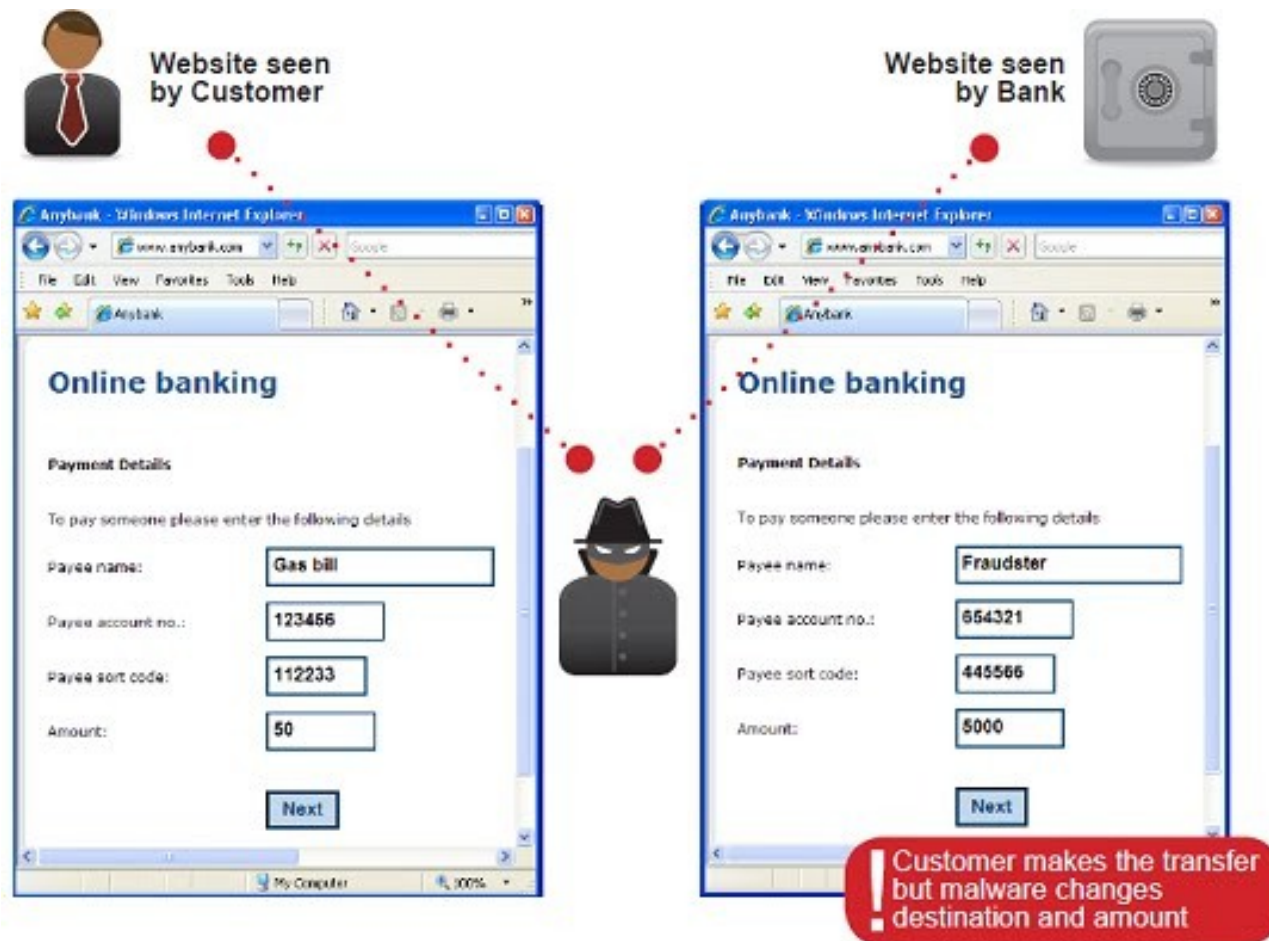 Website seen
by Customer
Website seen
by Bank
Anybank - Windows Internet Explorer
www.anybank.com
Google
File Edit View Favorites Tools Help
Anybank
Online banking
Payment Details
To pay someone please enter the following details
Payee name: Gas bill
Payee account no.: 123456
Payee sort code: 112233
Amount: 50
Next
My Computer 100%
Anybank - Windows Internet Explorer
www.anybank.com
Google
File Edit View Favorites Tools Help
Anybank
Online banking
Payment Details
To pay someone please enter the following details
Payee name: Fraudster
Payee account no.: 654321
Payee sort code: 445566
Amount: 5000
Next
! Customer makes the transfer
but malware changes
destination and amount